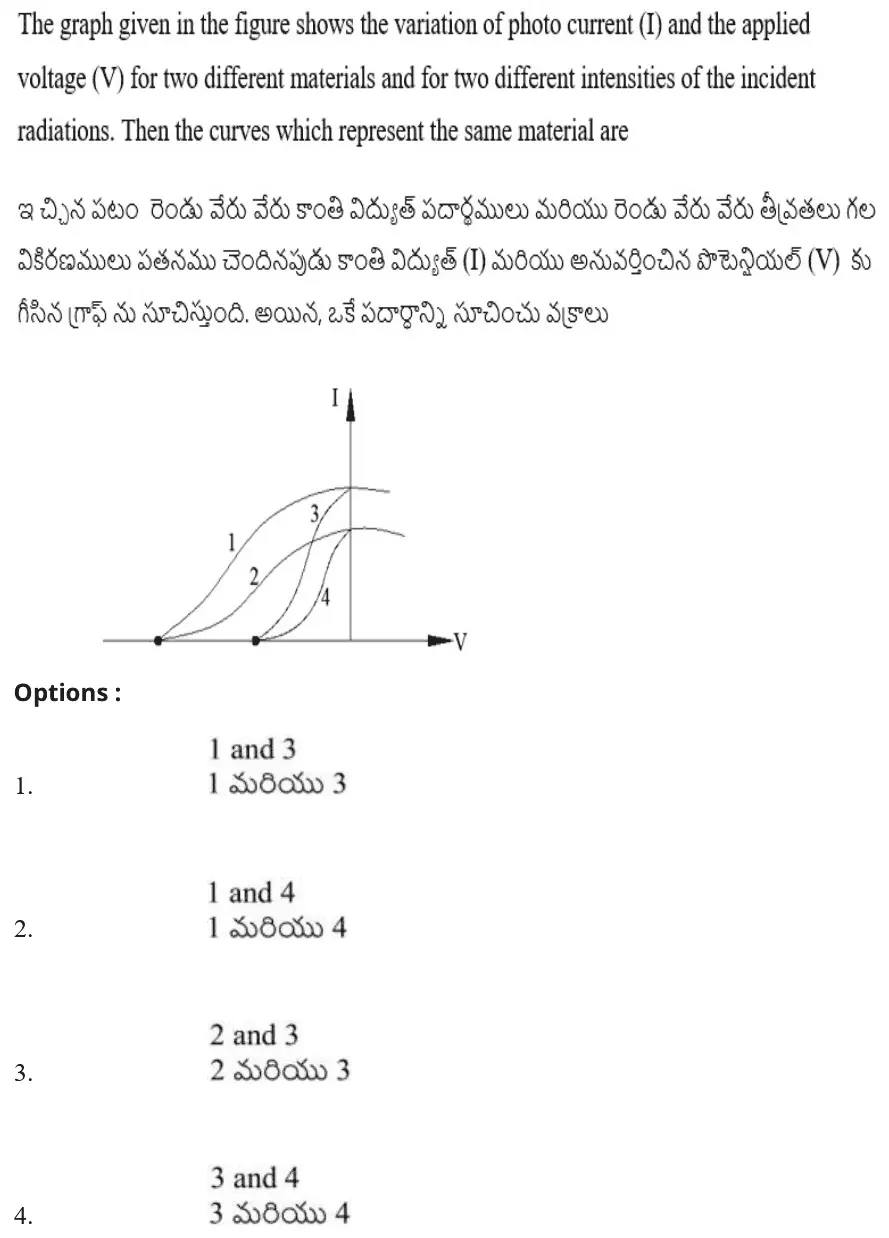 The graph given in the figure shows the variation of photo current (I) and the applied
voltage (V) for two different materials and for two different intensities of the incident
radiations. Then the curves which represent the same material are
ఇ చ్చిన పటం రెండు వేరు వేరు కాంతి విద్యుత్ పదార్థములు మరియు రెండు వేరు వేరు తీవ్రతలు గల
వికిరణములు పతనము చెందినపుడు కాంతి విద్యుత్ (I) మరియు అనువర్తించిన పొటెన్షియల్ (V) కు
గీసిన గ్రాఫ్ ను సూచిస్తుంది. అయిన, ఒకే పదార్ధాన్ని సూచించు వక్రాలు
I
3
1
2
4
V
Options :
1 and 3
1. 1 మరియు 3
1 and 4
2. 1 మరియు 4
2 and 3
3. 2 మరియు 3
3 and 4
4. 3 మరియు 4